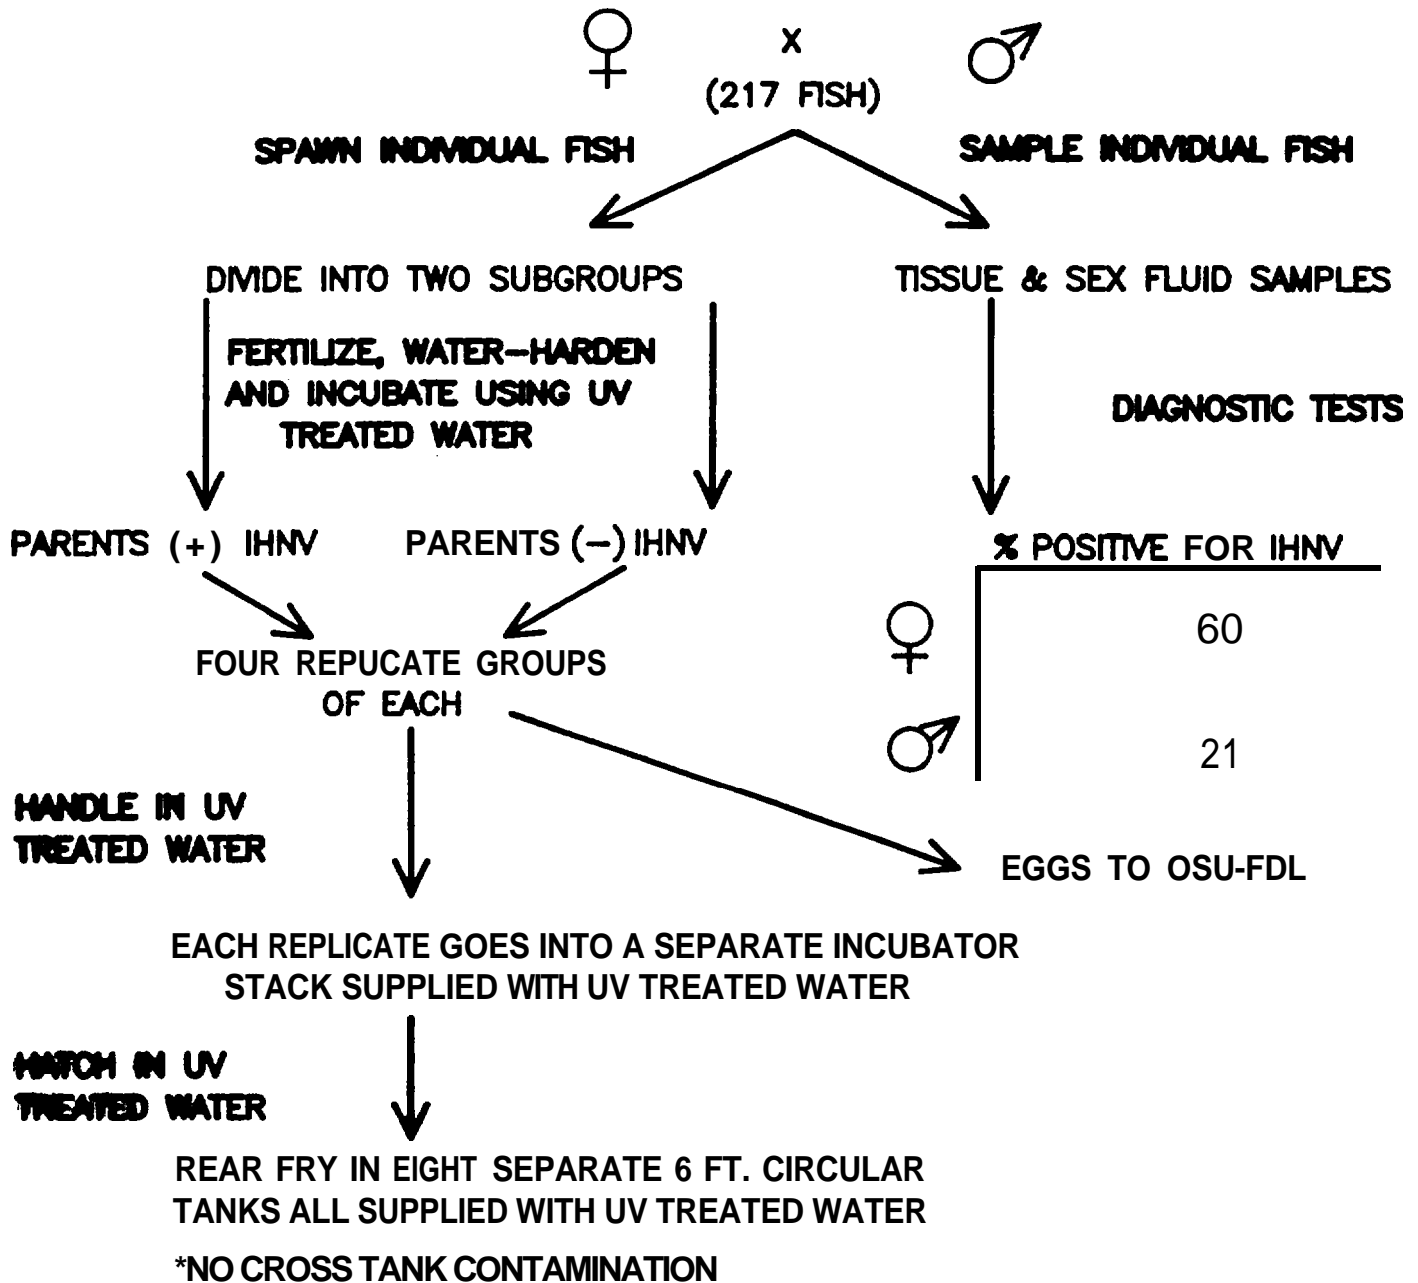 X
(217 FISH)
SPAWN INDIVIDUAL FISH
SAMPLE INDIVIDUAL FISH
DIVIDE INTO TWO SUBGROUPS
TISSUE & SEX FLUID SAMPLES
FERTILIZE, WATER-HARDEN
AND INCUBATE USING UV
TREATED WATER
DIAGNOSTIC TESTS
PARENTS (+) IHNV
PARENTS (-) IHNV
% POSITIVE FOR IHNV
60
21
FOUR REPUCATE GROUPS
OF EACH
HANDLE IN UV
TREATED WATER
EGGS TO OSU-FDL
EACH REPLICATE GOES INTO A SEPARATE INCUBATOR
STACK SUPPLIED WITH UV TREATED WATER
HATCH IN UV
TREATED WATER
REAR FRY IN EIGHT SEPARATE 6 FT. CIRCULAR
TANKS ALL SUPPLIED WITH UV TREATED WATER
*NO CROSS TANK CONTAMINATION